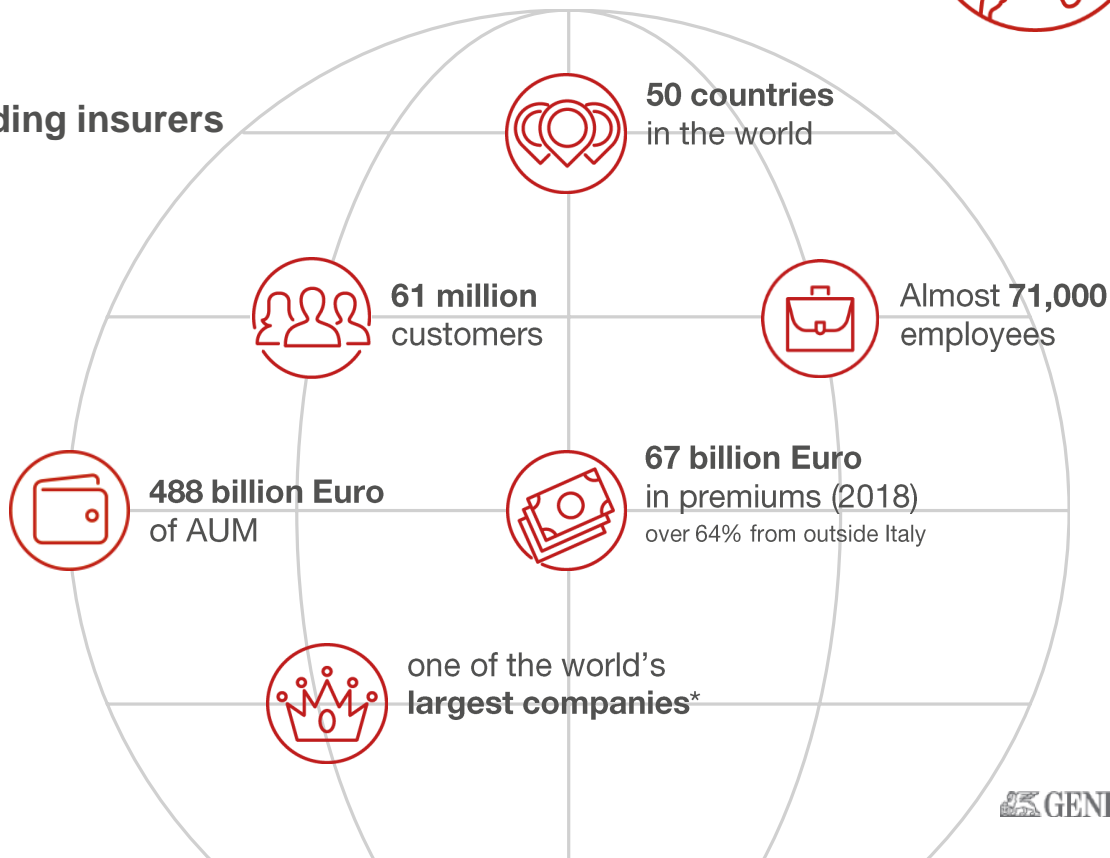 50 countries
in the world
ding insurers
61 million
customers
Almost 71,000
employees
488 billion Euro
of AUM
67 billion Euro
in premiums (2018)
over 64% from outside Italy
one of the world's
largest companies*
GENE